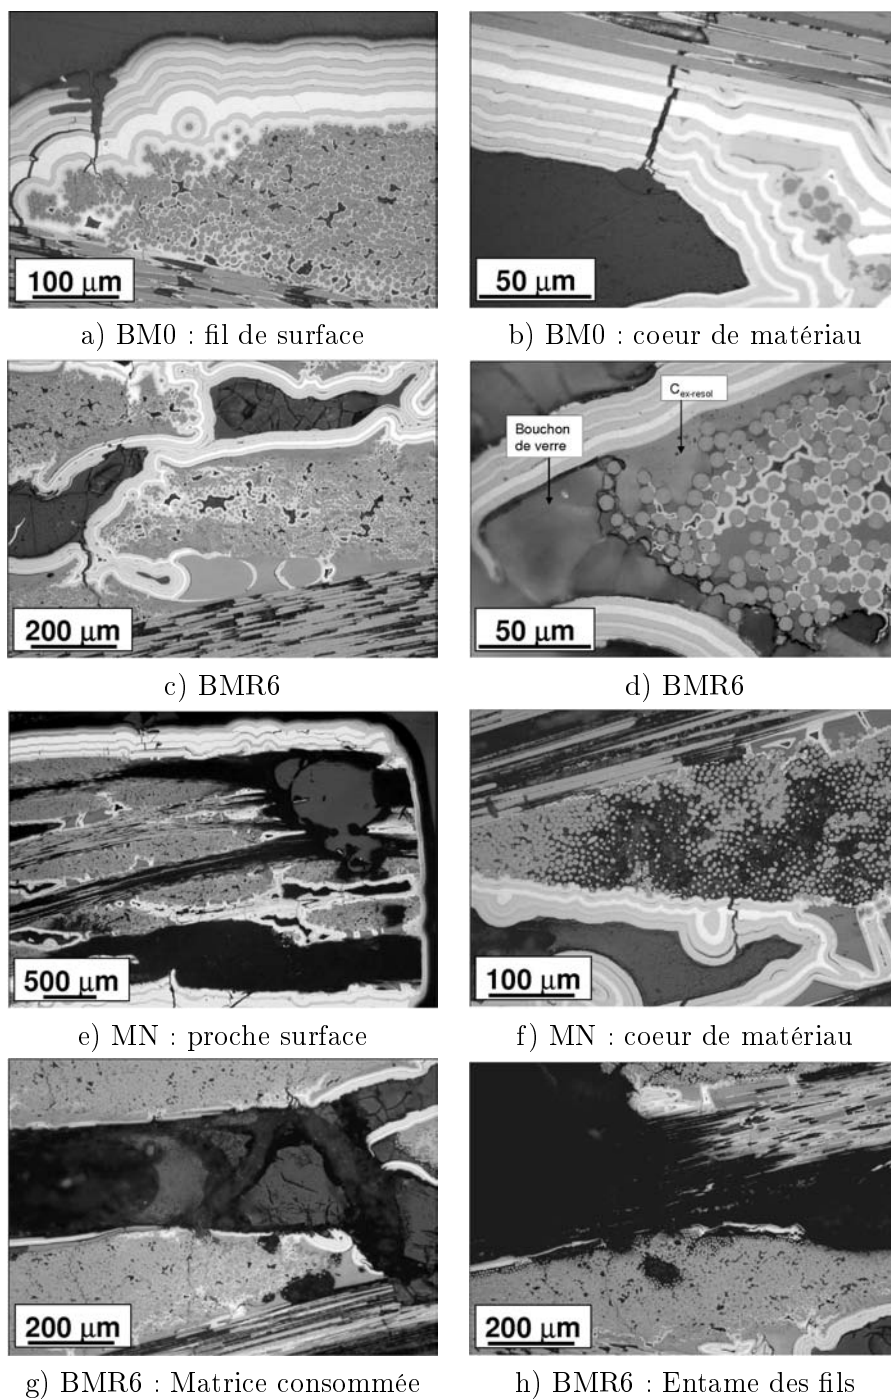 100 μm
50 μm
a) BM0 : fil de surface
b) BM0 : coeur de matériau
200 μm
C_ex-resol
Bouchon
de verre
50 μm
c) BMR6
d) BMR6
500 μm
100 μm
e) MN : proche surface
f) MN : coeur de matériau
200 μm
200 μm
g) BMR6 : Matrice consommée
h) BMR6 : Entame des fils